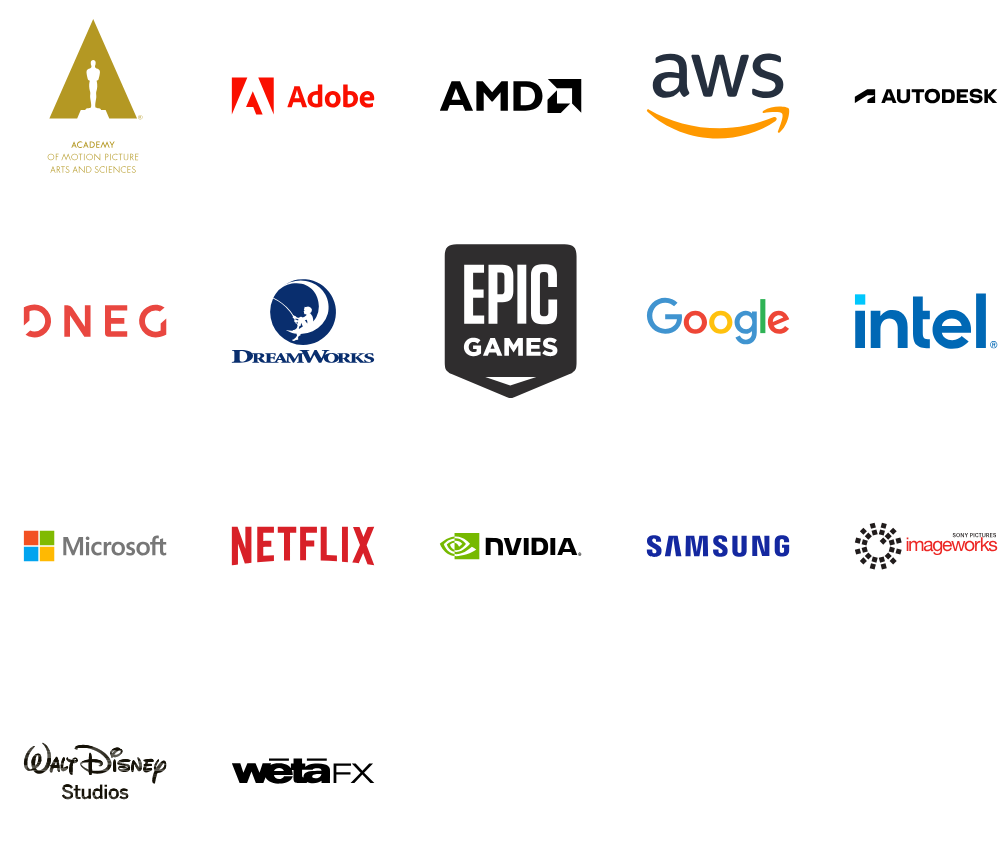 ACADEMY
OF MOTION PICTURE
ARTS AND SCIENCES
Adobe
AMD
aws
AUTODESK
DNEG
DREAMWORKS
EPIC
GAMES
Google
intel®
Microsoft
NETFLIX
NVIDIA
SAMSUNG
SONY PICTURES
imageworks
WALT DISNEY
Studios
wētā FX